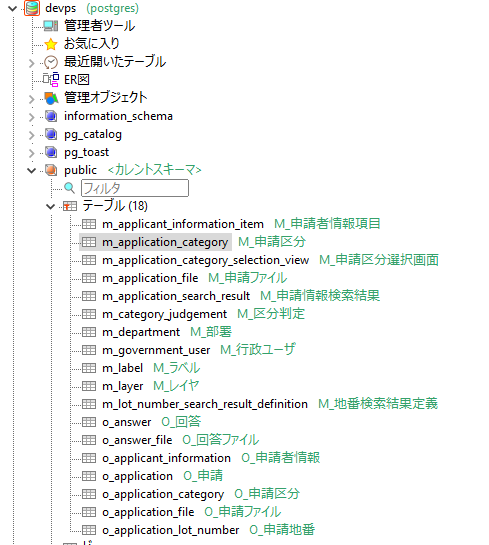 devps (postgres)
管理者ツール
お気に入り
最近開いたテーブル
ER図
管理オブジェクト
information_schema
pg_catalog
pg_toast
public <カレントスキーマ>
フィルタ
テーブル (18)
m_applicant_information_item M_申請者情報項目
m_application_category M_申請区分
m_application_category_selection_view M_申請区分選択画面
m_application_file M_申請ファイル
m_application_search_result M_申請情報検索結果
m_category_judgement M_区分判定
m_department M_部署
m_government_user M_行政ユーザ
m_label M_ラベル
m_layer M_レイヤ
m_lot_number_search_result_definition M_地番検索結果定義
o_answer O_回答
o_answer_file O_回答ファイル
o_applicant_information O_申請者情報
o_application O_申請
o_application_category O_申請区分
o_application_file O_申請ファイル
o_application_lot_number O_申請地番